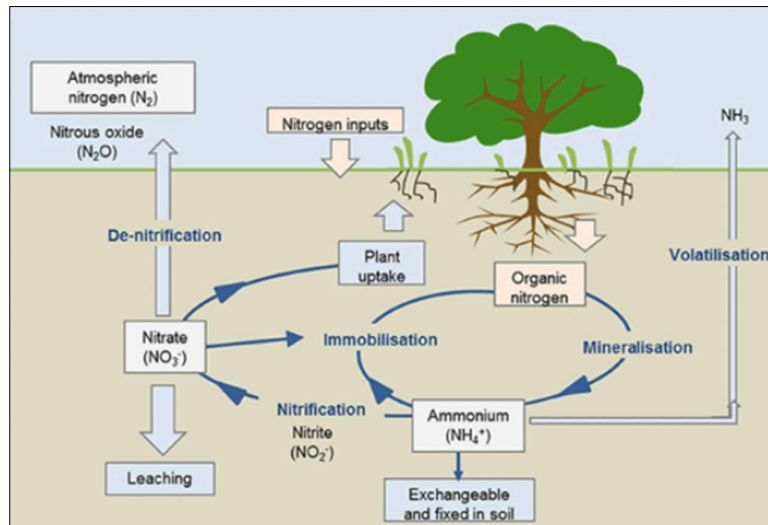 Atmospheric
nitrogen (N₂)
Nitrous oxide
(N₂O)
Nitrogen inputs
NH₃
De-nitrification
Plant
uptake
Organic
nitrogen
Volatilisation
Nitrate
(NO₃⁻)
Immobilisation
Mineralisation
Nitrification
Nitrite
(NO₂⁻)
Ammonium
(NH₄⁺)
Leaching
Exchangeable
and fixed in soil